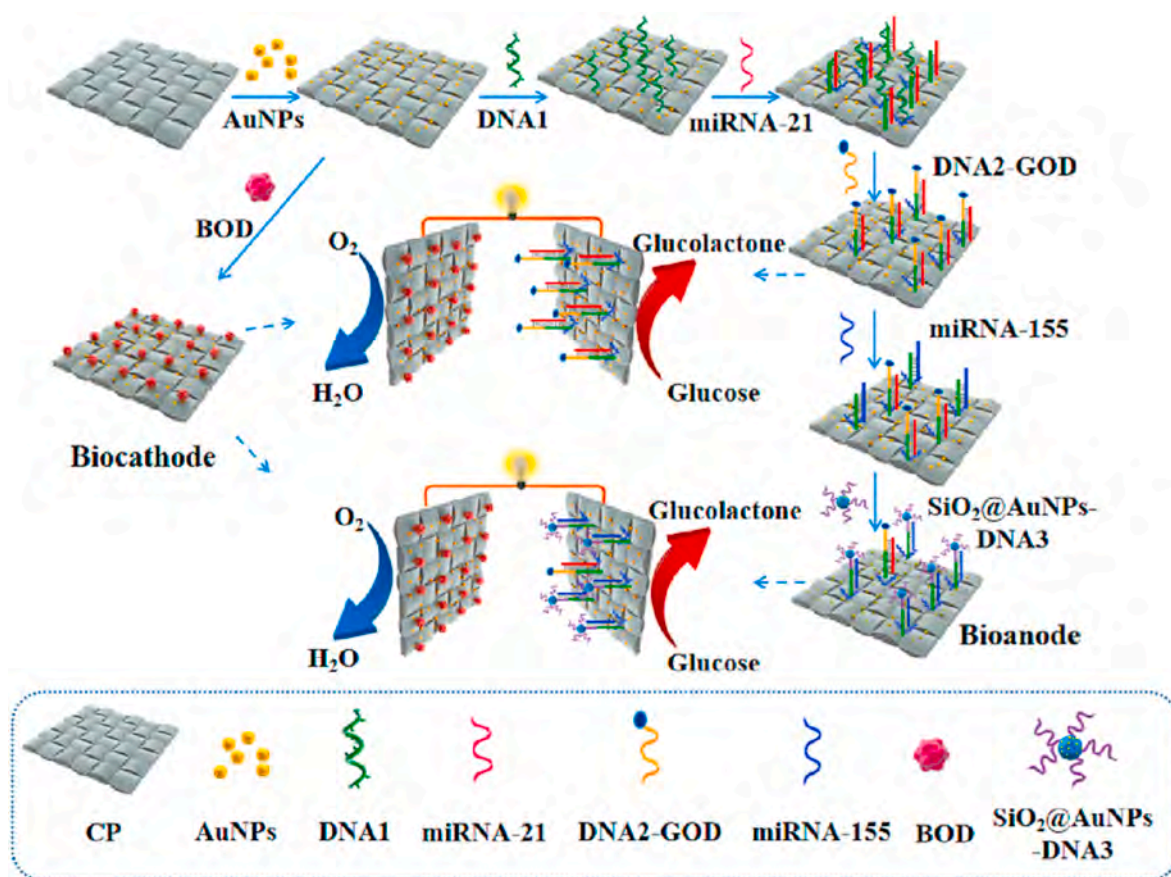 AuNPs
DNA1
miRNA-21
DNA2-GOD
BOD
O2
Glucolactone
H2O
Glucose
miRNA-155
Biocathode
O2
Glucolactone
SiO2@AuNPs-
DNA3
H2O
Glucose
Bioanode
CP
AuNPs
DNA1
miRNA-21
DNA2-GOD
miRNA-155
BOD
SiO2@AuNPs
-DNA3